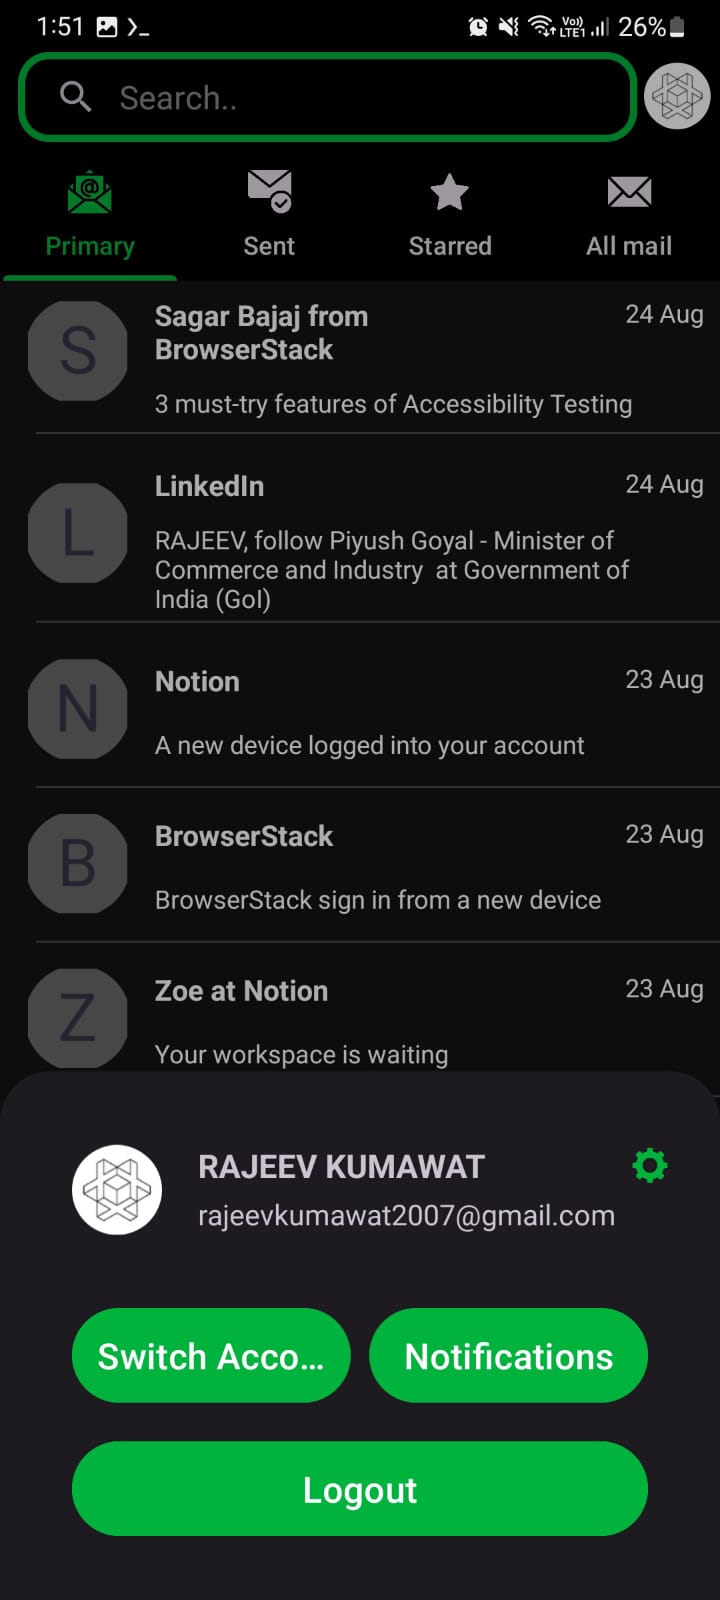 1:51
Vo)) LTE1 26%
Search..
Primary Sent Starred All mail
S
Sagar Bajaj from 24 Aug
BrowserStack
3 must-try features of Accessibility Testing
L
LinkedIn 24 Aug
RAJEEV, follow Piyush Goyal - Minister of
Commerce and Industry  at Government of
India (GoI)
N
Notion 23 Aug
A new device logged into your account
B
BrowserStack 23 Aug
BrowserStack sign in from a new device
Z
Zoe at Notion 23 Aug
Your workspace is waiting
RAJEEV KUMAWAT
rajeevkumawat2007@gmail.com
Switch Acco... Notifications
Logout